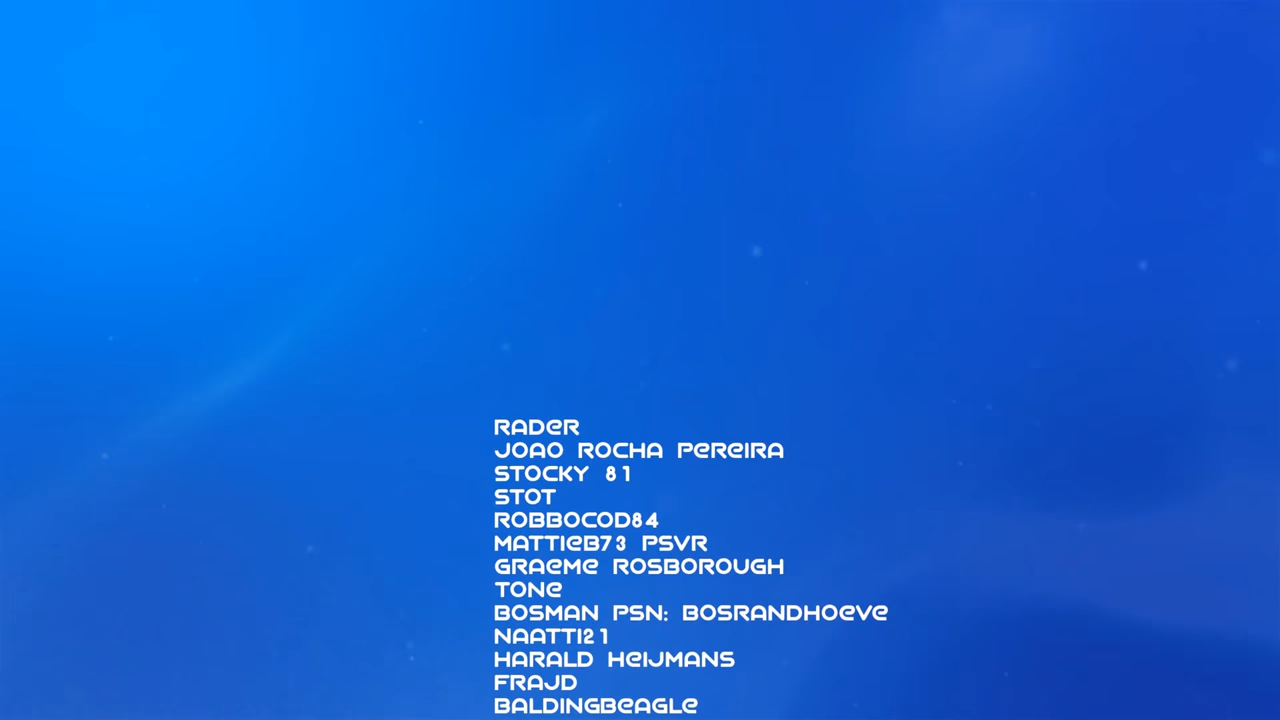 RADER
JOAO ROCHA PEREIRA
STOCKY 81
STOT
ROBBOCOD84
MATTIEB73 PSVR
GRAEME ROSBOROUGH
TONE
BOSMAN PSN: BOSRANDHOEVE
NAATTI21
HARALD HEIJMANS
FRAJD
BALDINGBEAGLE